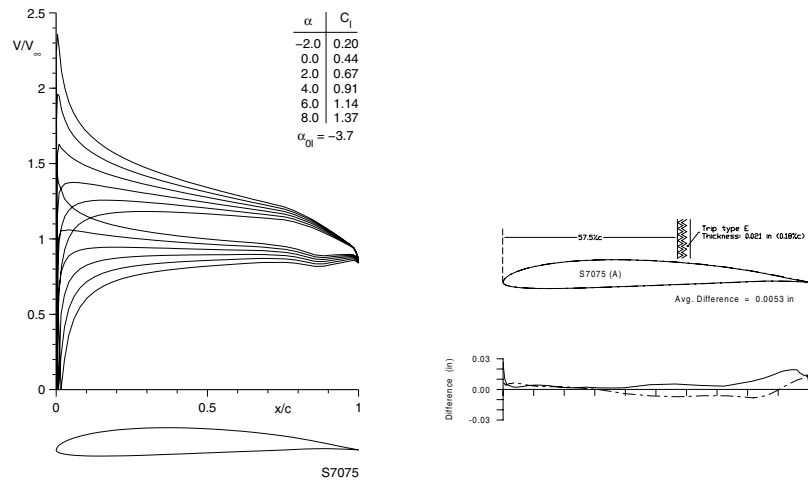 2.5
V/V∞
2
1.5
1
0.5
0
0
0.5
x/c
1
α Cl
−2.0 0.20
0.0 0.44
2.0 0.67
4.0 0.91
6.0 1.14
8.0 1.37
α0l = −3.7
S7075
57.5%c
Trip type E
Thickness: 0.021 in (0.18%c)
S7075 (A)
Avg. Difference = 0.0053 in
Difference (in)
0.03
0.00
-0.03